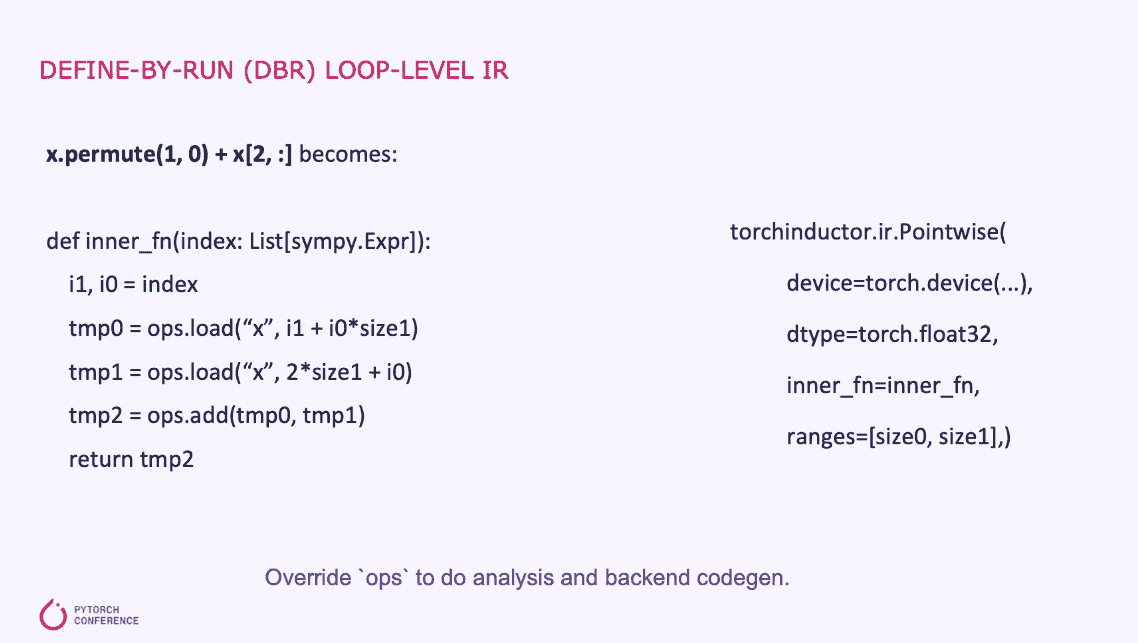 DEFINE-BY-RUN (DBR) LOOP-LEVEL IR
x.permute(1, 0) + x[2, :] becomes:
def inner_fn(index: List[sympy.Expr]):
i1, i0 = index
tmp0 = ops.load(“x”, i1 + i0*size1)
tmp1 = ops.load(“x”, 2*size1 + i0)
tmp2 = ops.add(tmp0, tmp1)
return tmp2
torchinductor.ir.Pointwise(
device=torch.device(...),
dtype=torch.float32,
inner_fn=inner_fn,
ranges=[size0, size1],)
Override `ops` to do analysis and backend codegen.
PYTORCH
CONFERENCE